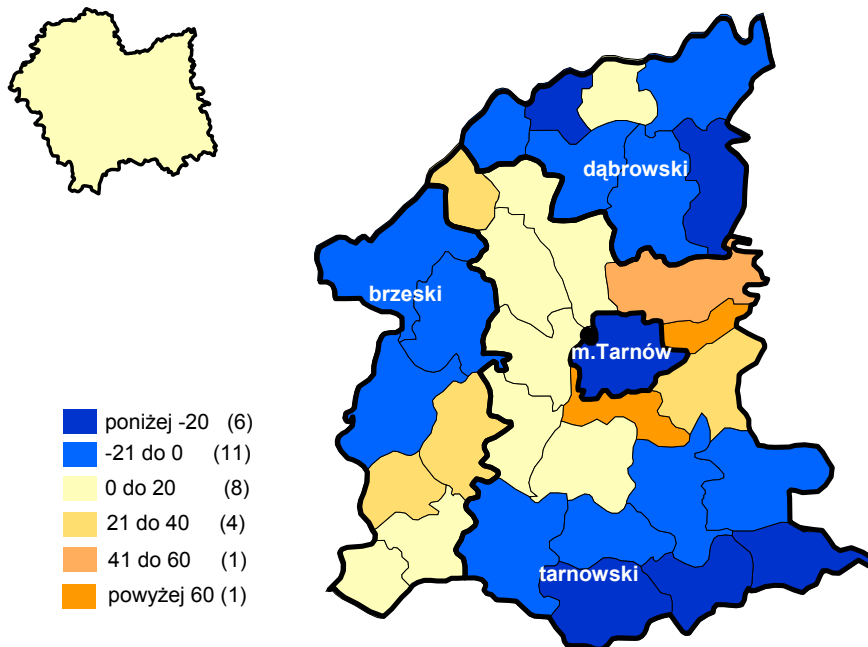 dąbrowski
brzeski
m.Tarnów
poniżej -20 (6)
-21 do 0 (11)
0 do 20 (8)
21 do 40 (4)
41 do 60 (1)
powyżej 60 (1)
tarnowski